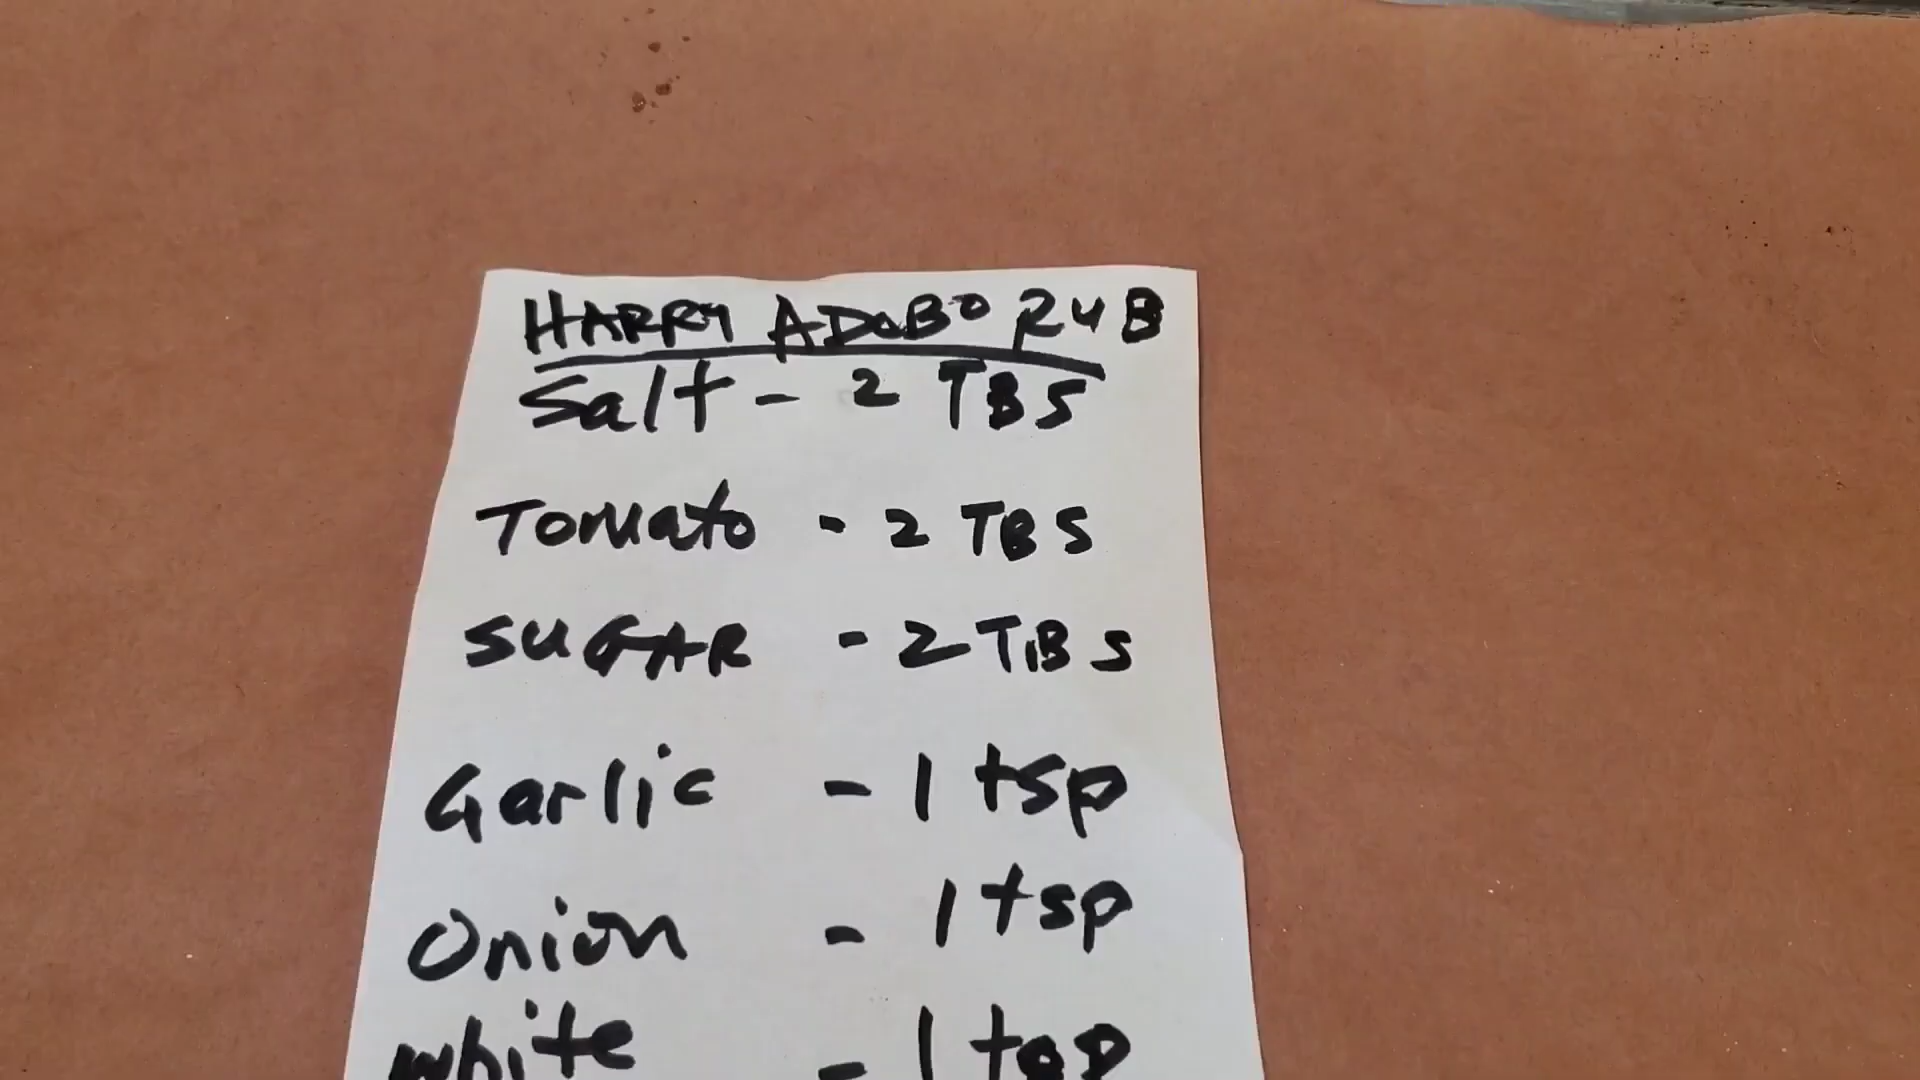 HARRY ADOBO RUB
Salt - 2 TBS
Tomato - 2 TBS
SUGAR - 2 TBS
Garlic - 1 tsp
Onion - 1 tsp
white - 1 tsp